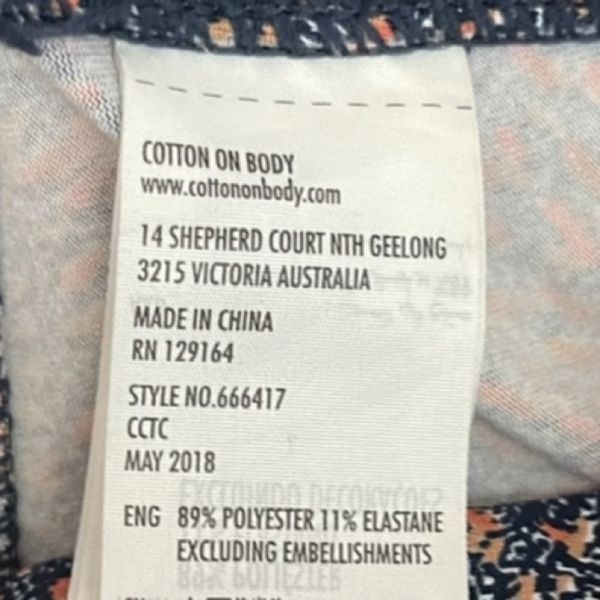 COTTON ON BODY
www.cottononbody.com
14 SHEPHERD COURT NTH GEELONG
3215 VICTORIA AUSTRALIA
MADE IN CHINA
RN 129164
STYLE NO.666417
CCTC
MAY 2018
ENG 89% POLYESTER 11% ELASTANE
EXCLUDING EMBELLISHMENTS